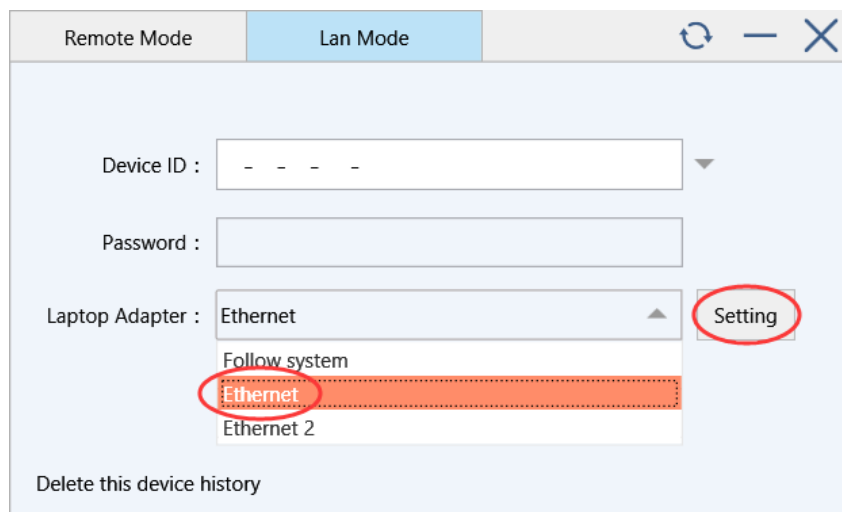 Remote Mode
Lan Mode
Device ID :
- - - -
Password :
Laptop Adapter :
Ethernet
Setting
Follow system
Ethernet
Ethernet 2
Delete this device history